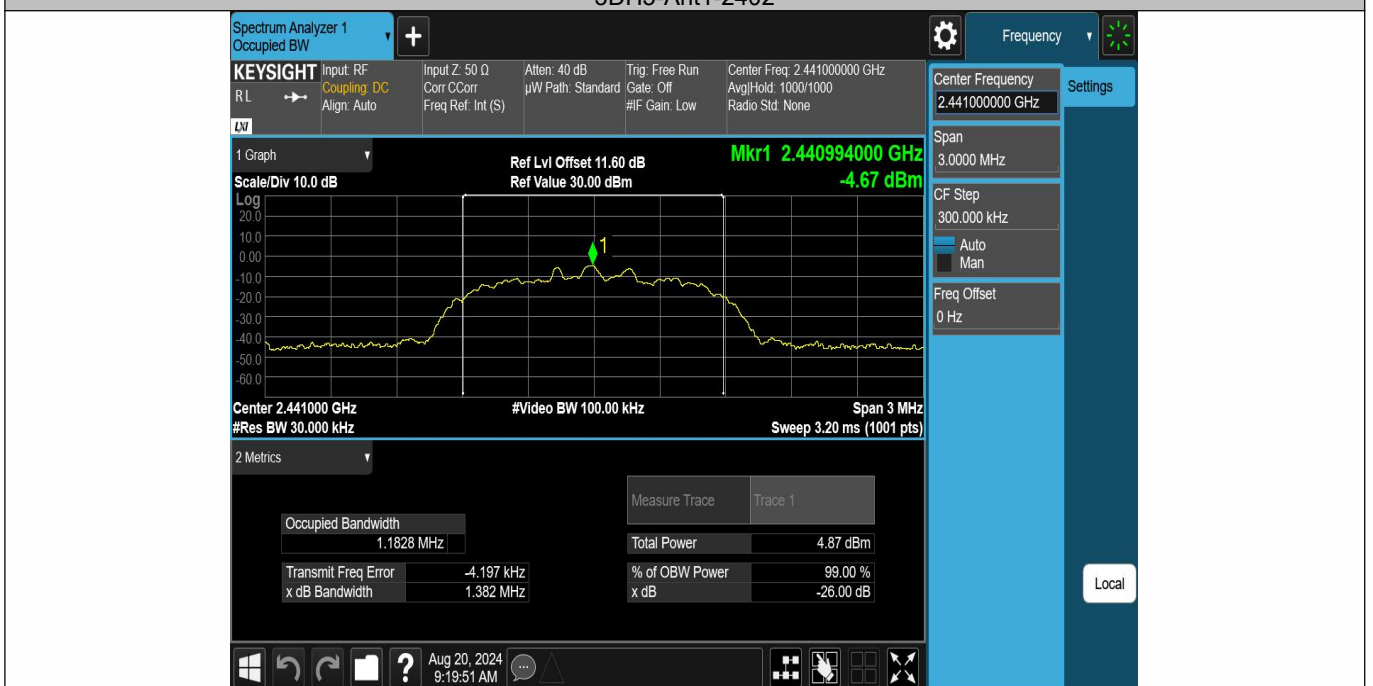 3DH5-Ant1-2402
Spectrum Analyzer 1
Occupied BW
+
Frequency
KEYSIGHT
RL
LXI
Input: RF
Coupling: DC
Align: Auto
Input Z: 50 Ω
Corr CCorr
Freq Ref: Int (S)
Atten: 40 dB
µW Path: Standard
Trig: Free Run
Gate: Off
#IF Gain: Low
Center Freq: 2.441000000 GHz
Avg|Hold: 1000/1000
Radio Std: None
Center Frequency
2.441000000 GHz
Settings
Span
3.0000 MHz
CF Step
300.000 kHz
Auto
Man
Freq Offset
0 Hz
Local
1 Graph
Scale/Div 10.0 dB
Ref Lvl Offset 11.60 dB
Ref Value 30.00 dBm
Mkr1 2.440994000 GHz
-4.67 dBm
Log
20.0
10.0
0.00
-10.0
-20.0
-30.0
-40.0
-50.0
-60.0
1
Center 2.441000 GHz
#Video BW 100.00 kHz
Span 3 MHz
#Res BW 30.000 kHz
Sweep 3.20 ms (1001 pts)
2 Metrics
Measure Trace
Trace 1
Occupied Bandwidth
1.1828 MHz
Total Power
4.87 dBm
Transmit Freq Error
-4.197 kHz
% of OBW Power
99.00 %
x dB Bandwidth
1.382 MHz
x dB
-26.00 dB
?
Aug 20, 2024
9:19:51 AM